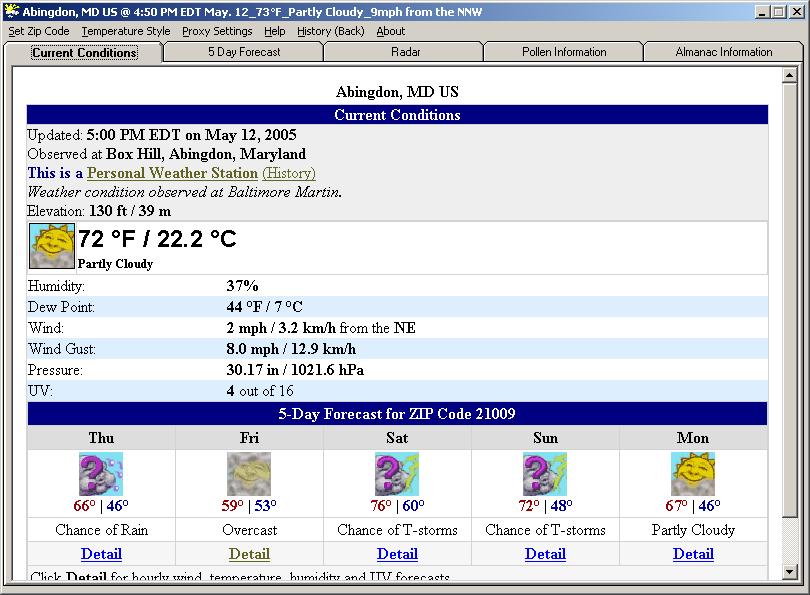 Abingdon, MD US @ 4:50 PM EDT May. 12_73°F_Partly Cloudy_9mph from the NNW
Set Zip Code Temperature Style Proxy Settings Help History (Back) About
Current Conditions 5 Day Forecast Radar Pollen Information Almanac Information
Abingdon, MD US
Current Conditions
Updated: 5:00 PM EDT on May 12, 2005
Observed at Box Hill, Abingdon, Maryland
This is a Personal Weather Station (History)
Weather condition observed at Baltimore Martin.
Elevation: 130 ft / 39 m
72 °F / 22.2 °C
Partly Cloudy
Humidity: 37%
Dew Point: 44 °F / 7 °C
Wind: 2 mph / 3.2 km/h from the NE
Wind Gust: 8.0 mph / 12.9 km/h
Pressure: 30.17 in / 1021.6 hPa
UV: 4 out of 16
5-Day Forecast for ZIP Code 21009
Thu Fri Sat Sun Mon
66° | 46° 59° | 53° 76° | 60° 72° | 48° 67° | 46°
Chance of Rain Overcast Chance of T-storms Chance of T-storms Partly Cloudy
Detail Detail Detail Detail Detail
Click Detail for hourly wind, temperature, humidity and UV forecasts